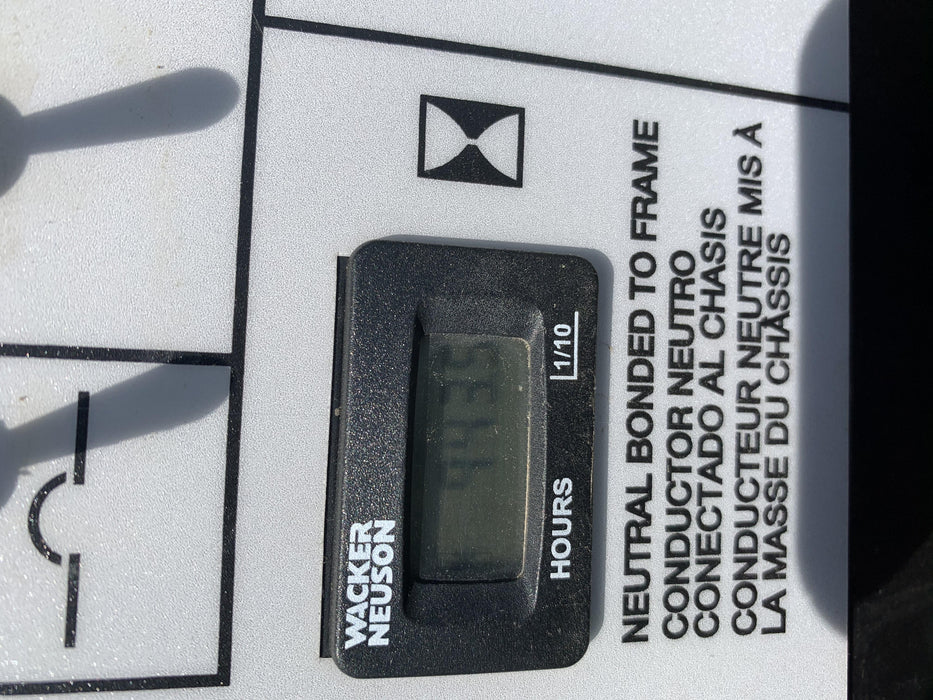 WACKER
NEUSON
HOURS
1/10
NEUTRAL BONDED TO FRAME
CONDUCTOR NEUTRO
CONECTADO AL CHASIS
CONDUCTEUR NEUTRE MIS À
LA MASSE DU CHÂSSIS